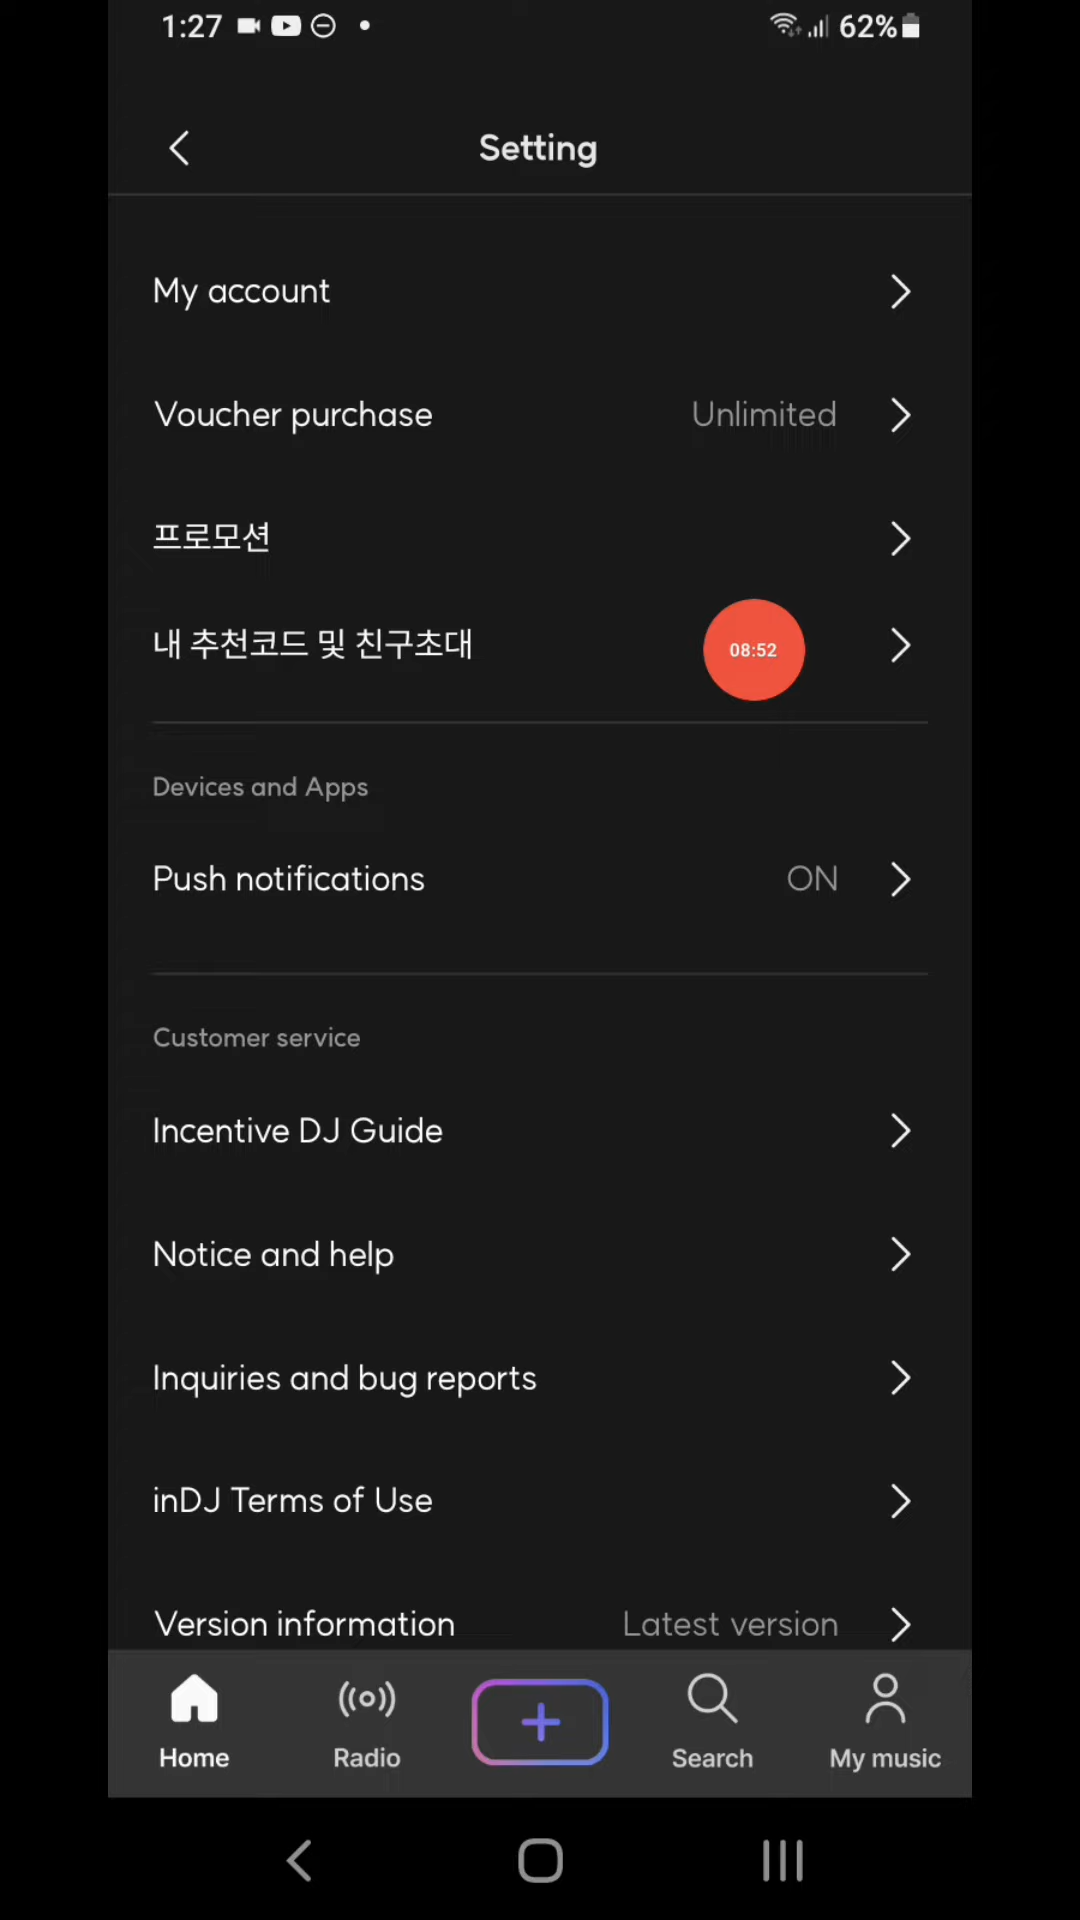 1:27 62%
Setting
My account
Voucher purchase Unlimited
프로모션
내 추천코드 및 친구초대 08:52
Devices and Apps
Push notifications ON
Customer service
Incentive DJ Guide
Notice and help
Inquiries and bug reports
inDJ Terms of Use
Version information Latest version
Home Radio Search My music